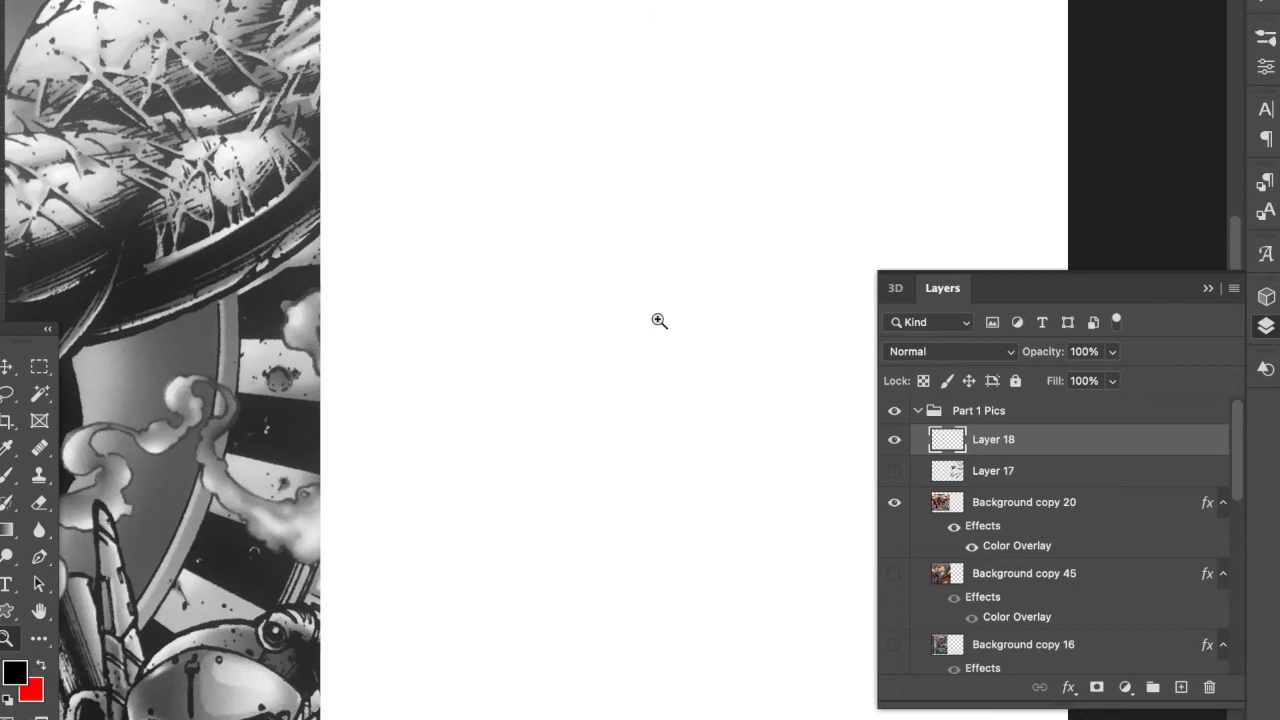 3D Layers
Kind
Normal Opacity: 100%
Lock: Fill: 100%
Part 1 Pics
Layer 18
Layer 17
Background copy 20 fx
Effects
Color Overlay
Background copy 45 fx
Effects
Color Overlay
Background copy 16 fx
Effects
fx